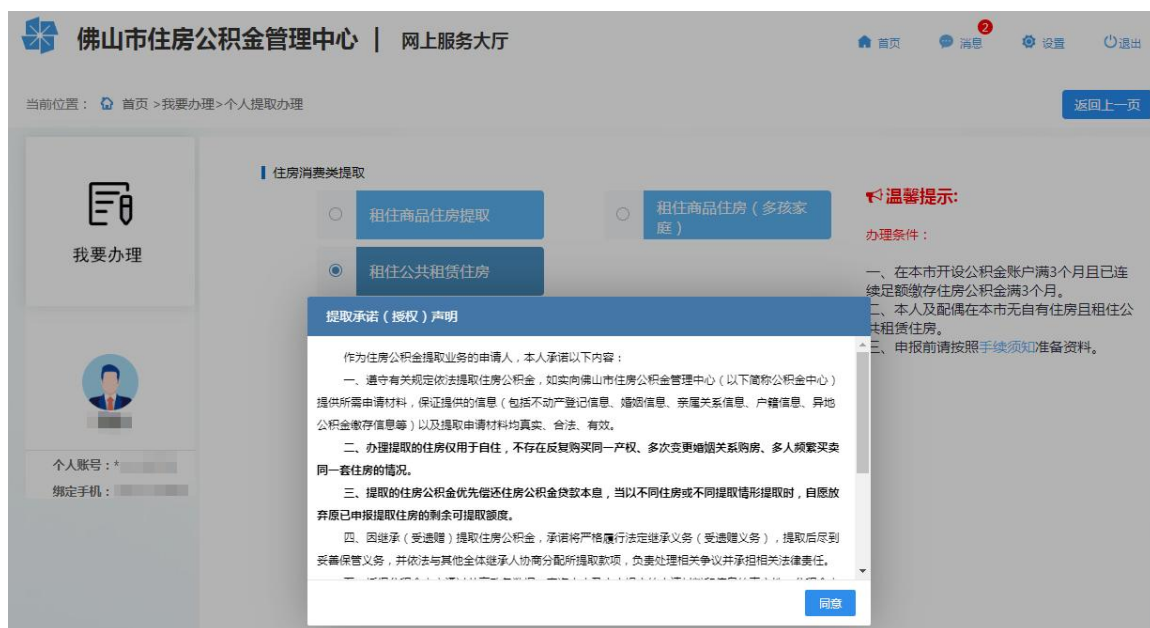 佛山市住房公积金管理中心 | 网上服务大厅
首页 消息 2 设置 退出
当前位置： 首页 >我要办理>个人提取办理
返回上一页
我要办理
个人账号：*
绑定手机：
住房消费类提取
租住商品住房提取
租住商品住房（多孩家
庭）
租住公共租赁住房
提取承诺（授权）声明
作为住房公积金提取业务的申请人，本人承诺以下内容：
一、遵守有关规定依法提取住房公积金，如实向佛山市住房公积金管理中心（以下简称公积金中心）
提供所需申请材料，保证提供的信息（包括不动产登记信息、婚姻信息、亲属关系信息、户籍信息、异地
公积金缴存信息等）以及提取申请材料均真实、合法、有效。
二、办理提取的住房仅用于自住，不存在反复购买同一产权、多次变更婚姻关系购房、多人频繁买卖
同一套住房的情况。
三、提取的住房公积金优先偿还住房公积金贷款本息，当以不同住房或不同提取情形提取时，自愿放
弃原已申报提取住房的剩余可提取额度。
四、因继承（受遗赠）提取住房公积金，承诺将严格履行法定继承义务（受遗赠义务），提取后尽到
妥善保管义务，并依法与其他全体继承人协商分配所提取款项，负责处理相关争议并承担相关法律责任。
同意
温馨提示:
办理条件：
一、在本市开设公积金账户满3个月且已连
续足额缴存住房公积金满3个月。
二、本人及配偶在本市无自有住房且租住公
共租赁住房。
三、申报前请按照手续须知准备资料。